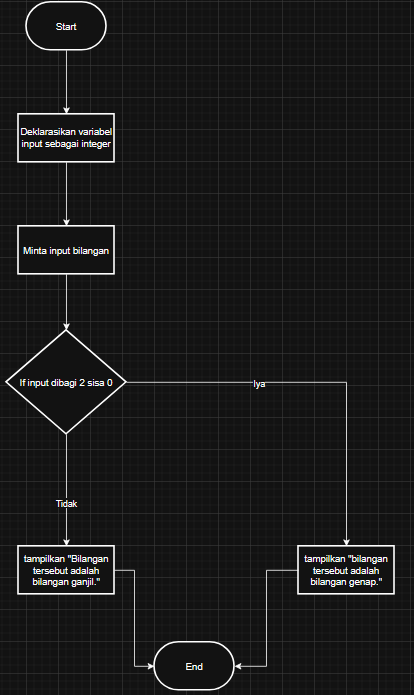 Start
Deklarasikan variabel
input sebagai integer
Minta input bilangan
If input dibagi 2 sisa 0
Iya
Tidak
tampilkan "Bilangan
tersebut adalah
bilangan ganjil."
tampilkan "bilangan
tersebut adalah
bilangan genap."
End